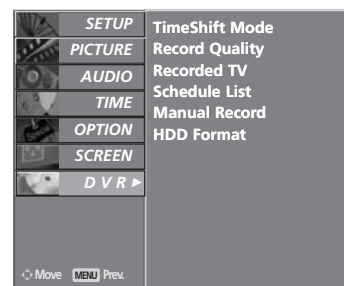 SETUP
PICTURE
AUDIO
TIME
OPTION
SCREEN
D V R ►
TimeShift Mode
Record Quality
Recorded TV
Schedule List
Manual Record
HDD Format
Move MENU Prev.